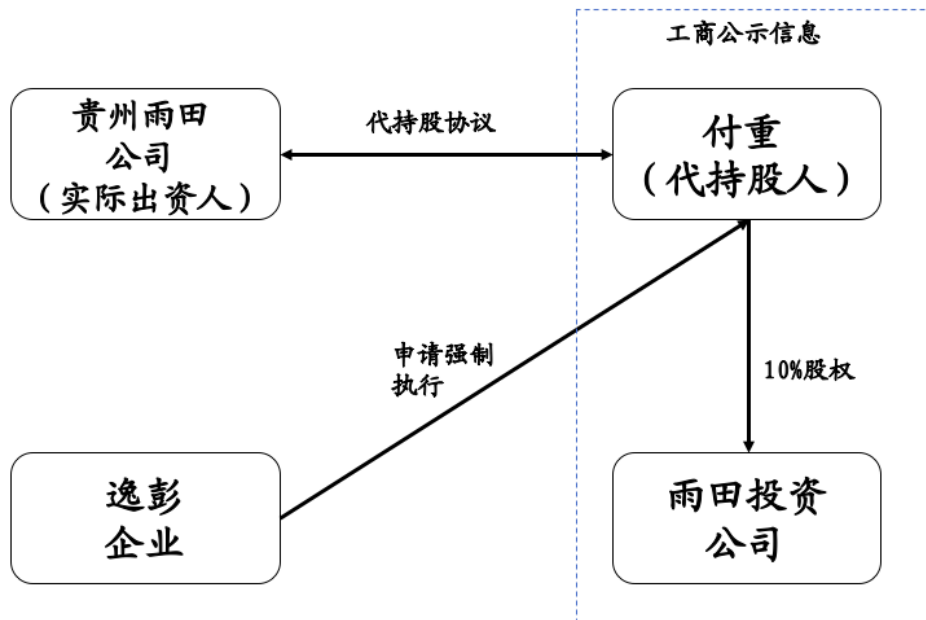 工商公示信息
贵州雨田
公司
（实际出资人）
代持股协议
付重
（代持股人）
申请强制
执行
10%股权
逸彭
企业
雨田投资
公司